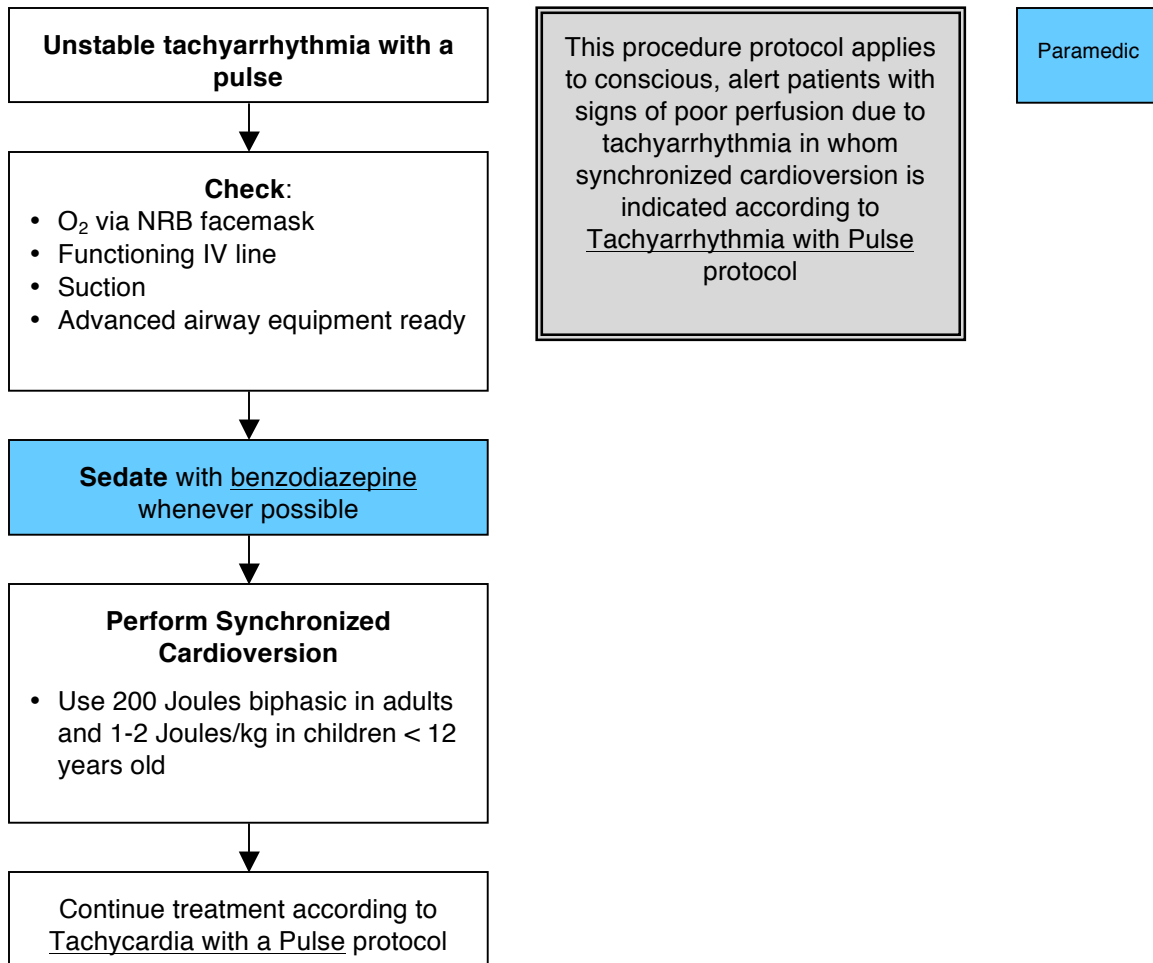 Unstable tachyarrhythmia with a
pulse
Check:
• O₂ via NRB facemask
• Functioning IV line
• Suction
• Advanced airway equipment ready
Sedate with benzodiazepine
whenever possible
Perform Synchronized
Cardioversion
• Use 200 Joules biphasic in adults
and 1-2 Joules/kg in children < 12
years old
Continue treatment according to
Tachycardia with a Pulse protocol
This procedure protocol applies
to conscious, alert patients with
signs of poor perfusion due to
tachyarrhythmia in whom
synchronized cardioversion is
indicated according to
Tachyarrhythmia with Pulse
protocol
Paramedic